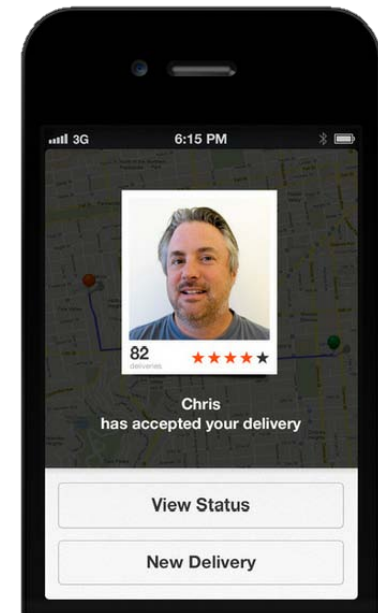 3G 6:15 PM
82
deliveries
Chris
has accepted your delivery
View Status
New Delivery